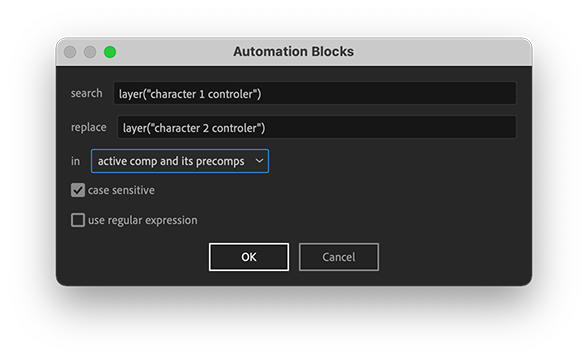 Automation Blocks
search layer("character 1 controler")
replace layer("character 2 controler")
in active comp and its precomps
case sensitive
use regular expression
OK Cancel